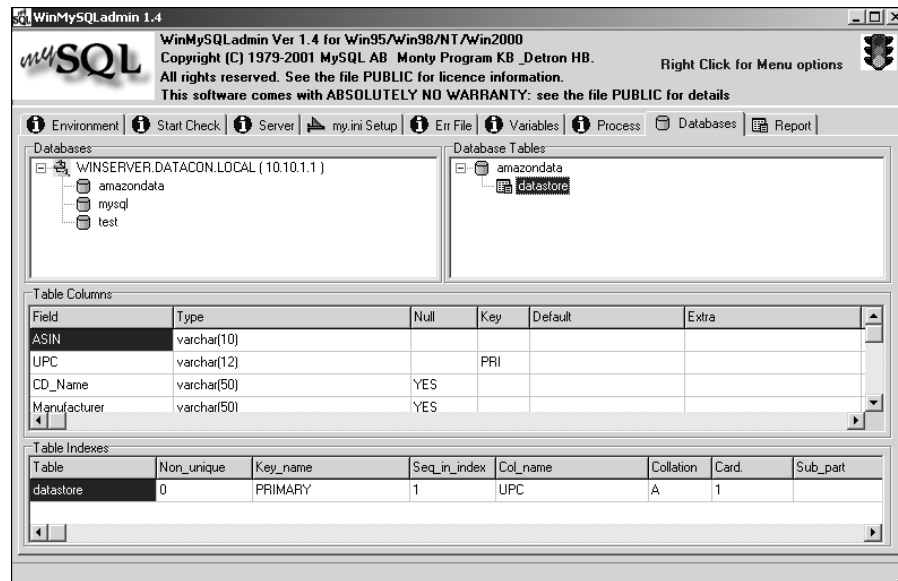 WinMySQLadmin 1.4
WinMySQLadmin Ver 1.4 for Win95/Win98/NT/Win2000
Copyright (C) 1979-2001 MySQL AB Monty Program KB _Detron HB.
All rights reserved. See the file PUBLIC for licence information.
This software comes with ABSOLUTELY NO WARRANTY: see the file PUBLIC for details
mySQL
Right Click for Menu options
Environment Start Check Server my.ini Setup Err File Variables Process Databases Report
Databases
WINSERVER.DATACON.LOCAL ( 10.10.1.1 )
amazondata
mysql
test
Database Tables
amazondata
datastore
Table Columns
Field Type Null Key Default Extra
ASIN varchar(10)
UPC varchar(12) PRI
CD_Name varchar(50) YES
Manufacturer varchar(50) YES
Table Indexes
Table Non_unique Key_name Seq_in_index Col_name Collation Card. Sub_part
datastore 0 PRIMARY 1 UPC A 1